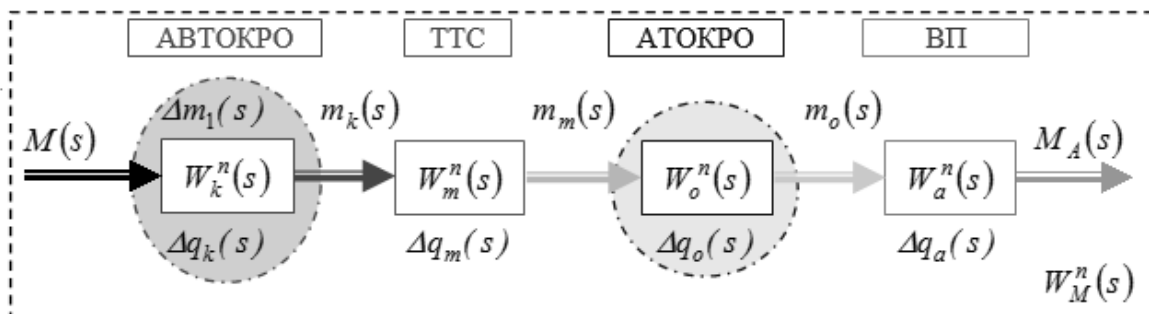 АВТОКРО ТТС АТОКРО ВП
Δm₁(s) mₖ(s) mₘ(s) mₒ(s)
M(s) M_A(s)
Wₖⁿ(s) Wₘⁿ(s) Wₒⁿ(s) Wₐⁿ(s)
Δqₖ(s) Δqₘ(s) Δqₒ(s) Δqₐ(s)
W_Mⁿ(s)